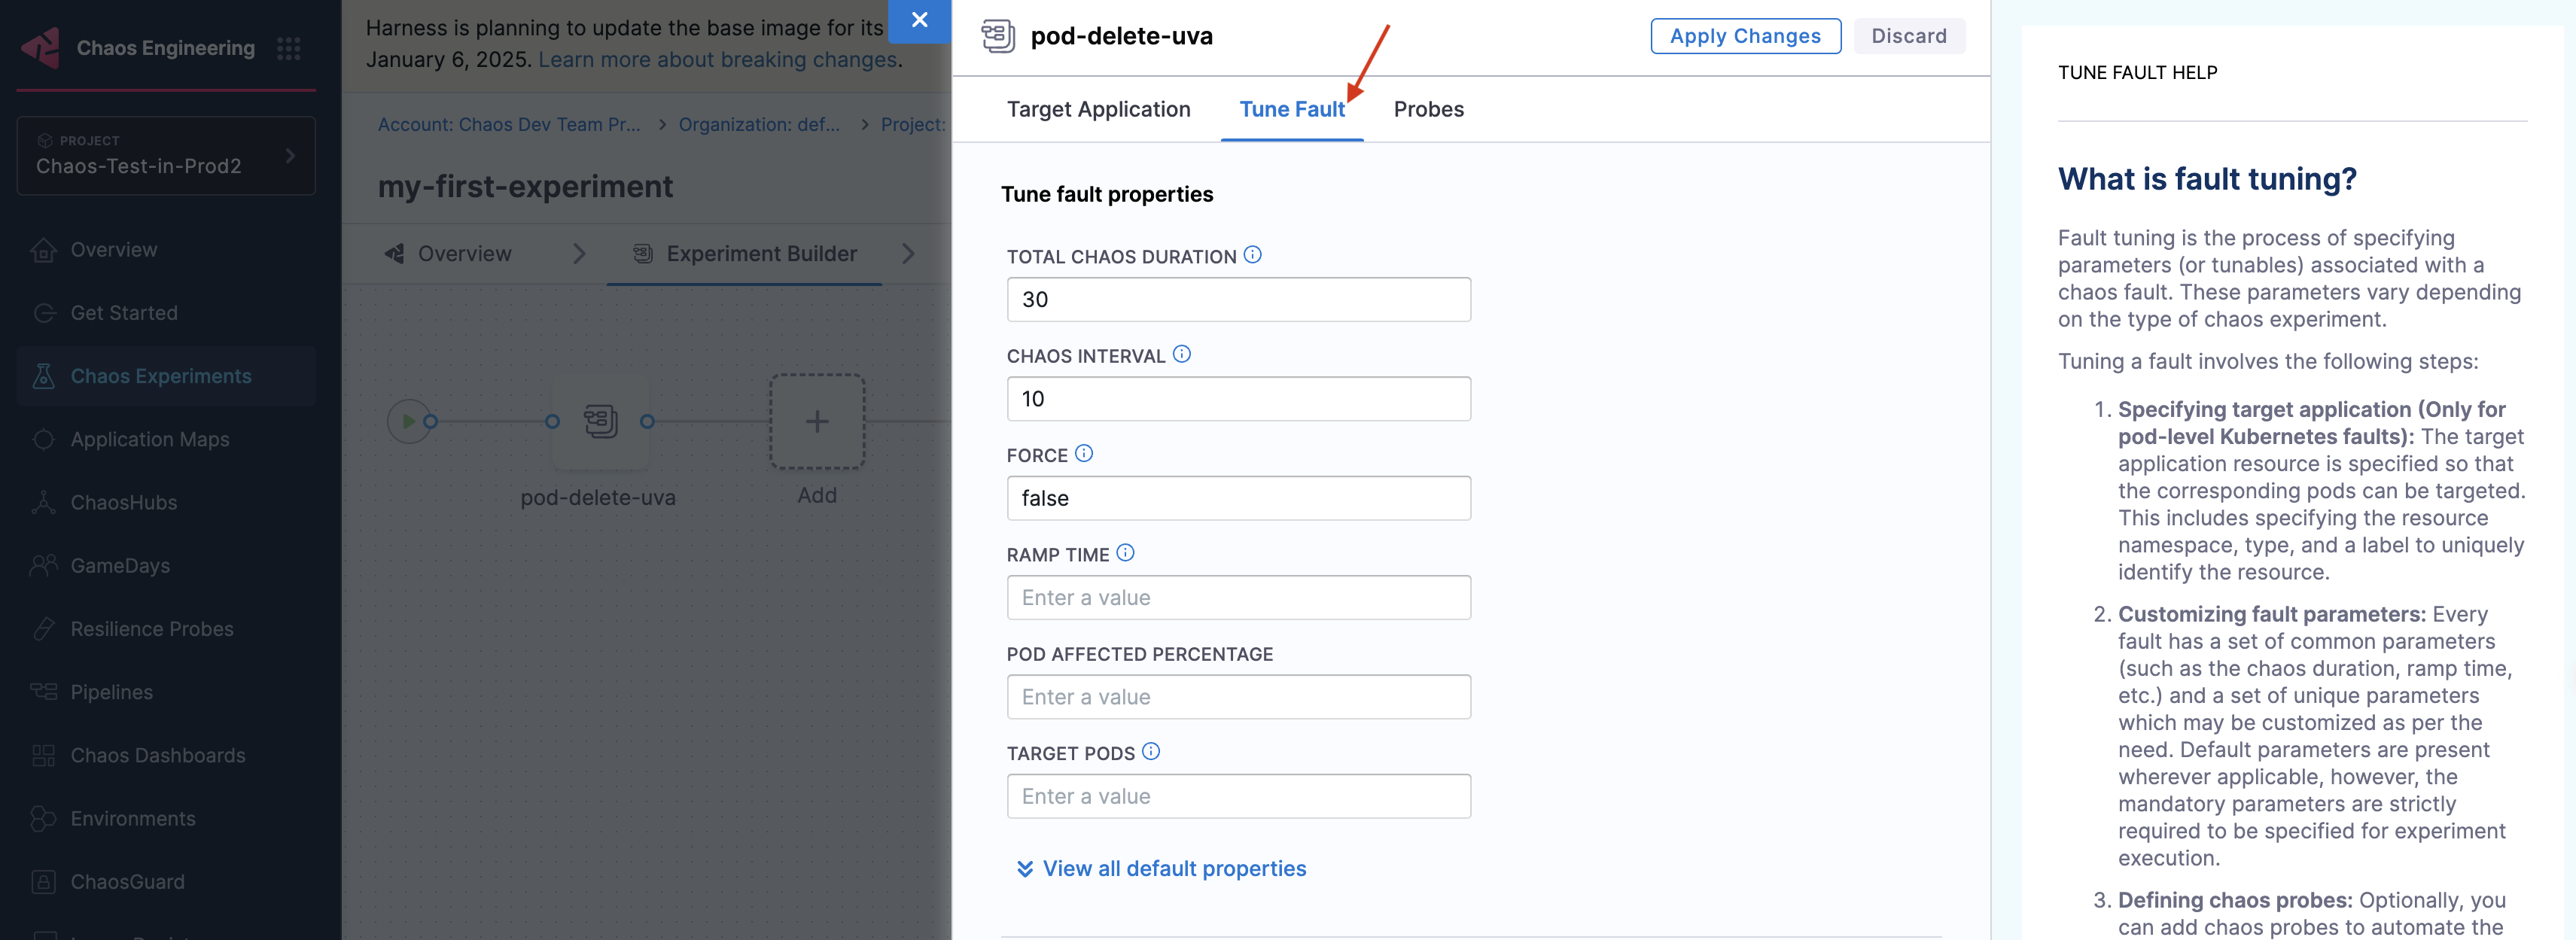 Chaos Engineering
PROJECT
Chaos-Test-in-Prod2
Overview
Get Started
Chaos Experiments
Application Maps
ChaosHubs
GameDays
Resilience Probes
Pipelines
Chaos Dashboards
Environments
ChaosGuard
Harness is planning to update the base image for its
January 6, 2025. Learn more about breaking changes.
Account: Chaos Dev Team Pr... > Organization: def... > Project:
my-first-experiment
Overview > Experiment Builder >
pod-delete-uva
Add
pod-delete-uva
Apply Changes
Discard
Target Application
Tune Fault
Probes
Tune fault properties
TOTAL CHAOS DURATION
30
CHAOS INTERVAL
10
FORCE
false
RAMP TIME
Enter a value
POD AFFECTED PERCENTAGE
Enter a value
TARGET PODS
Enter a value
View all default properties
TUNE FAULT HELP
What is fault tuning?
Fault tuning is the process of specifying
parameters (or tunables) associated with a
chaos fault. These parameters vary depending
on the type of chaos experiment.
Tuning a fault involves the following steps:
1. Specifying target application (Only for
pod-level Kubernetes faults): The target
application resource is specified so that
the corresponding pods can be targeted.
This includes specifying the resource
namespace, type, and a label to uniquely
identify the resource.
2. Customizing fault parameters: Every
fault has a set of common parameters
(such as the chaos duration, ramp time,
etc.) and a set of unique parameters
which may be customized as per the
need. Default parameters are present
wherever applicable, however, the
mandatory parameters are strictly
required to be specified for experiment
execution.
3. Defining chaos probes: Optionally, you
can add chaos probes to automate the